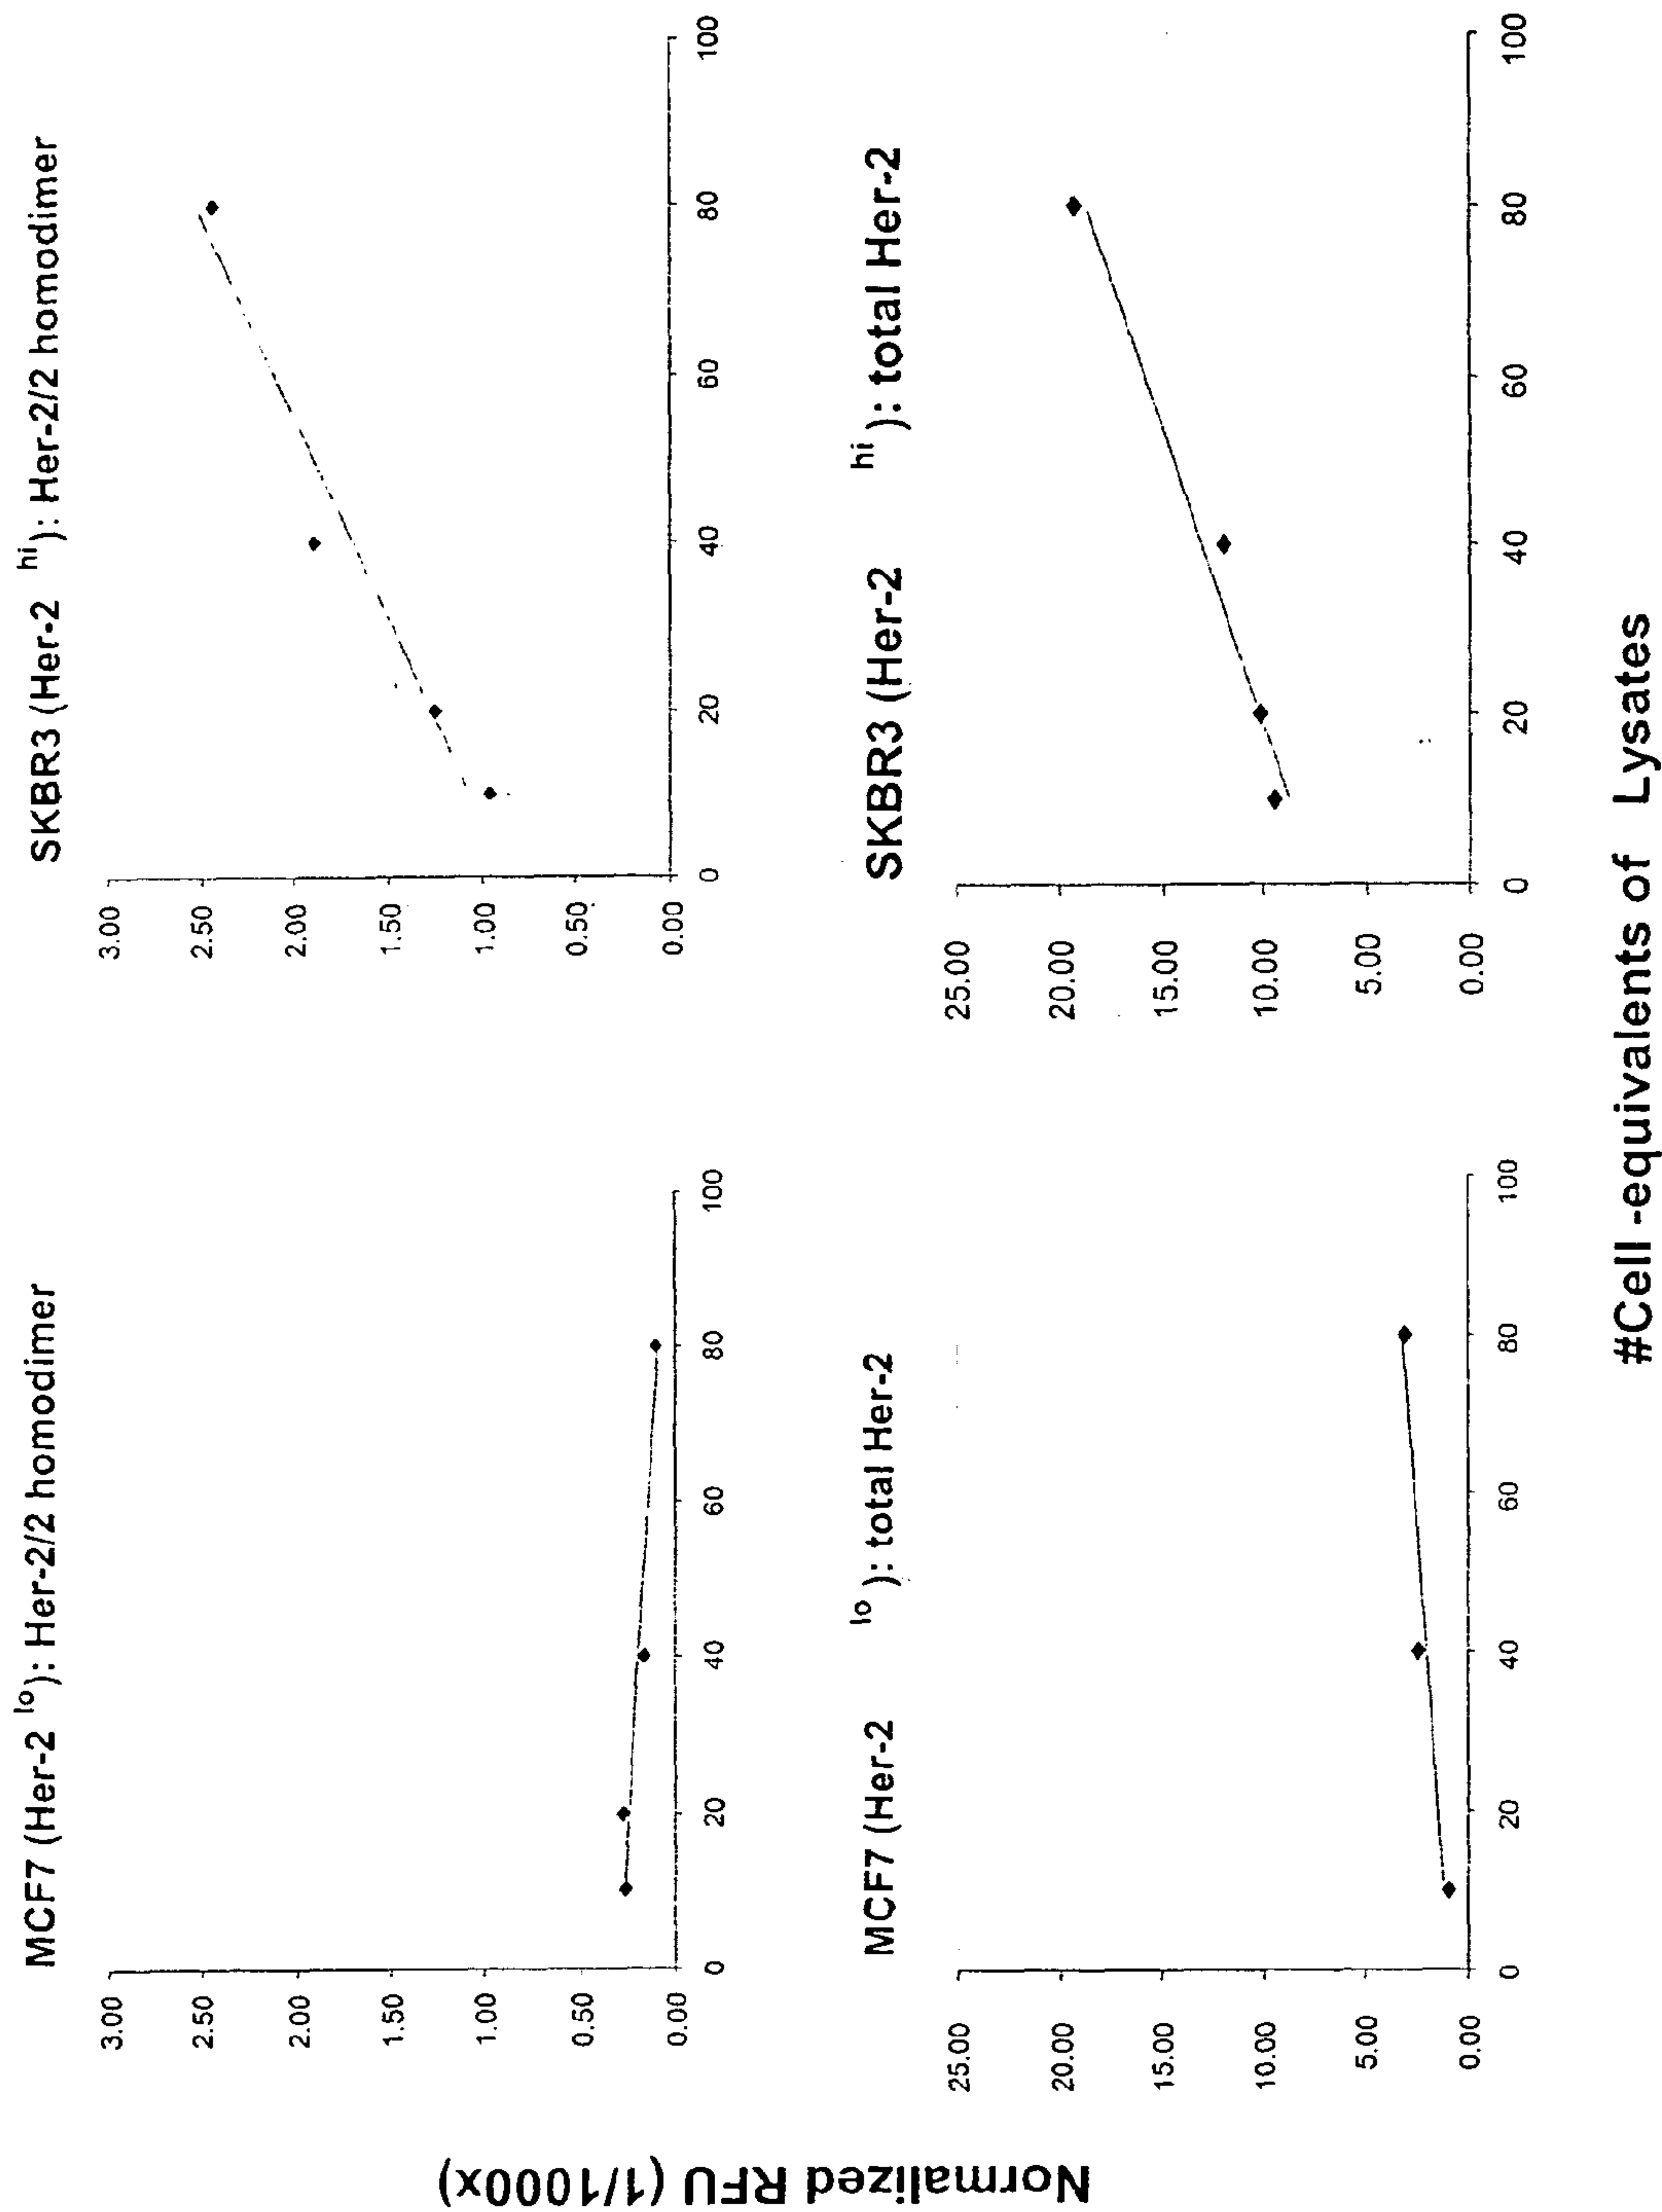 MCF7 (Her-2 lo): Her-2/2 homodimer
3.00
2.50
2.00
1.50
1.00
0.50
0.00
0 20 40 60 80 100
SKBR3 (Her-2 hi): Her-2/2 homodimer
3.00
2.50
2.00
1.50
1.00
0.50
0.00
0 20 40 60 80 100
MCF7 (Her-2 lo): total Her-2
25.00
20.00
15.00
10.00
5.00
0.00
0 20 40 60 80 100
SKBR3 (Her-2 hi): total Her-2
25.00
20.00
15.00
10.00
5.00
0.00
0 20 40 60 80 100
Normalized RFU (1/1000x)
#Cell-equivalents of Lysates